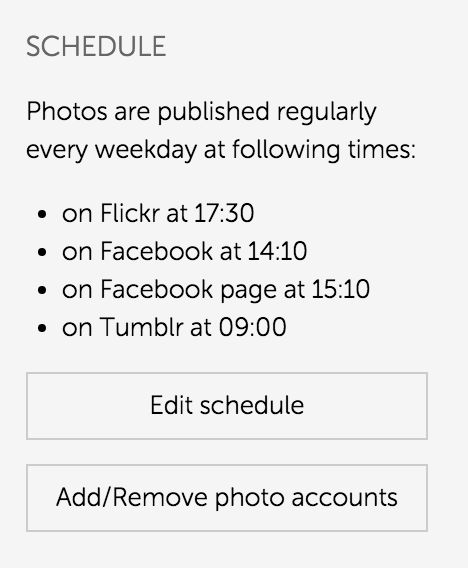 SCHEDULE
Photos are published regularly
every weekday at following times:
• on Flickr at 17:30
• on Facebook at 14:10
• on Facebook page at 15:10
• on Tumblr at 09:00
Edit schedule
Add/Remove photo accounts